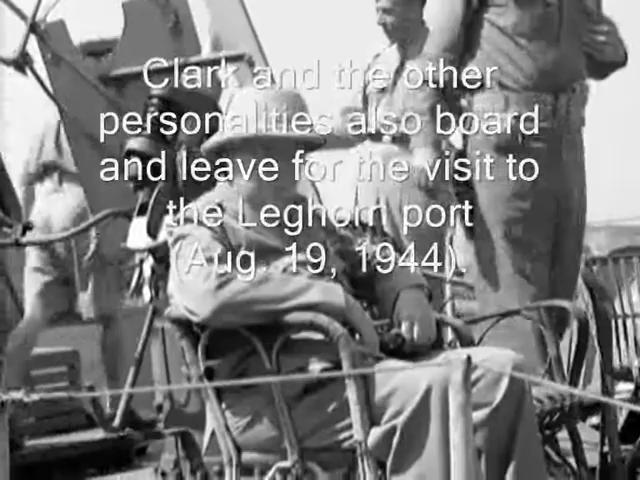 Clark and the other
personalities also board
and leave for the visit to
the Leghorn port
(Aug. 19, 1944).